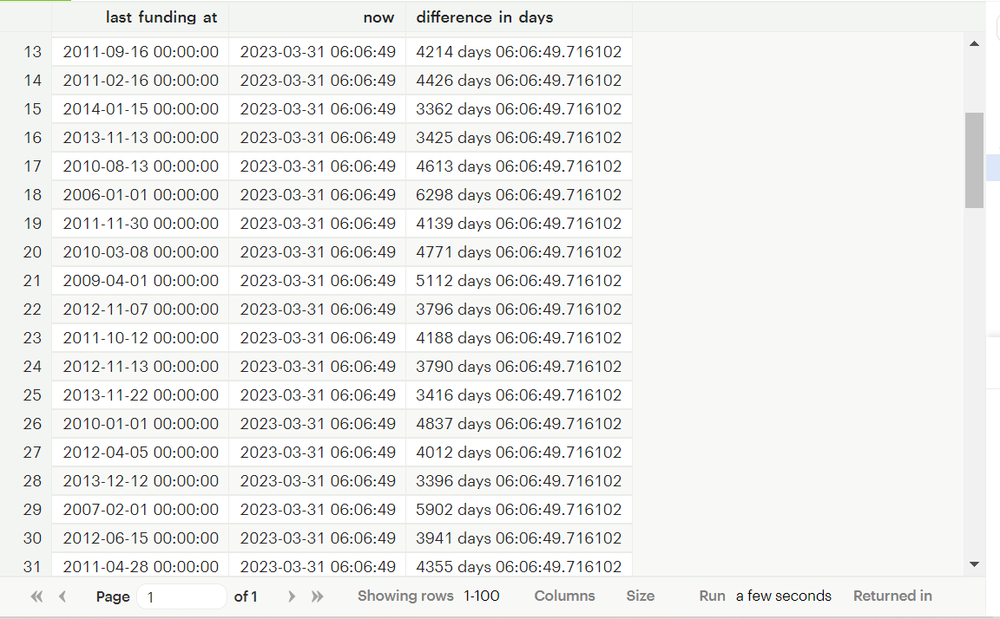 last funding at now difference in days
13 2011-09-16 00:00:00 2023-03-31 06:06:49 4214 days 06:06:49.716102
14 2011-02-16 00:00:00 2023-03-31 06:06:49 4426 days 06:06:49.716102
15 2014-01-15 00:00:00 2023-03-31 06:06:49 3362 days 06:06:49.716102
16 2013-11-13 00:00:00 2023-03-31 06:06:49 3425 days 06:06:49.716102
17 2010-08-13 00:00:00 2023-03-31 06:06:49 4613 days 06:06:49.716102
18 2006-01-01 00:00:00 2023-03-31 06:06:49 6298 days 06:06:49.716102
19 2011-11-30 00:00:00 2023-03-31 06:06:49 4139 days 06:06:49.716102
20 2010-03-08 00:00:00 2023-03-31 06:06:49 4771 days 06:06:49.716102
21 2009-04-01 00:00:00 2023-03-31 06:06:49 5112 days 06:06:49.716102
22 2012-11-07 00:00:00 2023-03-31 06:06:49 3796 days 06:06:49.716102
23 2011-10-12 00:00:00 2023-03-31 06:06:49 4188 days 06:06:49.716102
24 2012-11-13 00:00:00 2023-03-31 06:06:49 3790 days 06:06:49.716102
25 2013-11-22 00:00:00 2023-03-31 06:06:49 3416 days 06:06:49.716102
26 2010-01-01 00:00:00 2023-03-31 06:06:49 4837 days 06:06:49.716102
27 2012-04-05 00:00:00 2023-03-31 06:06:49 4012 days 06:06:49.716102
28 2013-12-12 00:00:00 2023-03-31 06:06:49 3396 days 06:06:49.716102
29 2007-02-01 00:00:00 2023-03-31 06:06:49 5902 days 06:06:49.716102
30 2012-06-15 00:00:00 2023-03-31 06:06:49 3941 days 06:06:49.716102
31 2011-04-28 00:00:00 2023-03-31 06:06:49 4355 days 06:06:49.716102
Page 1 of 1 Showing rows 1-100 Columns Size Run a few seconds Returned in